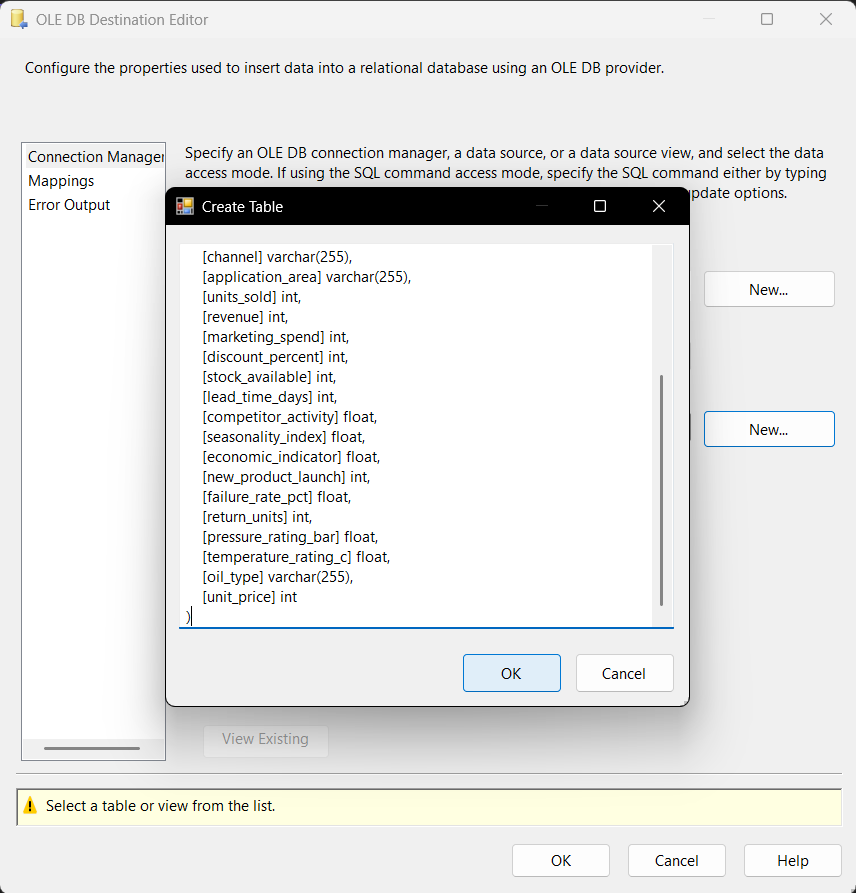 OLE DB Destination Editor
Configure the properties used to insert data into a relational database using an OLE DB provider.
Connection Manager
Mappings
Error Output
Specify an OLE DB connection manager, a data source, or a data source view, and select the data
access mode. If using the SQL command access mode, specify the SQL command either by typing
update options.
New...
New...
Create Table
[channel] varchar(255),
[application_area] varchar(255),
[units_sold] int,
[revenue] int,
[marketing_spend] int,
[discount_percent] int,
[stock_available] int,
[lead_time_days] int,
[competitor_activity] float,
[seasonality_index] float,
[economic_indicator] float,
[new_product_launch] int,
[failure_rate_pct] float,
[return_units] int,
[pressure_rating_bar] float,
[temperature_rating_c] float,
[oil_type] varchar(255),
[unit_price] int
)
OK
Cancel
View Existing
Select a table or view from the list.
OK
Cancel
Help